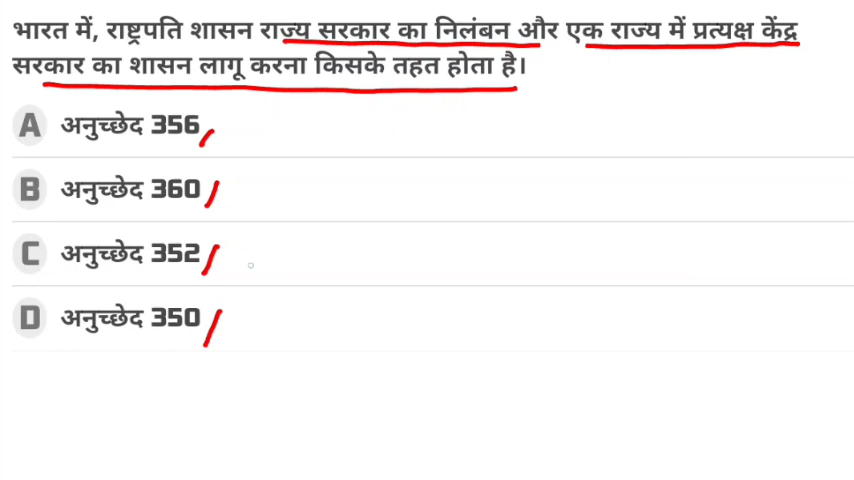 भारत में, राष्ट्रपति शासन राज्य सरकार का निलंबन और एक राज्य में प्रत्यक्ष केंद्र
सरकार का शासन लागू करना किसके तहत होता है।
A अनुच्छेद 356
B अनुच्छेद 360
C अनुच्छेद 352
D अनुच्छेद 350